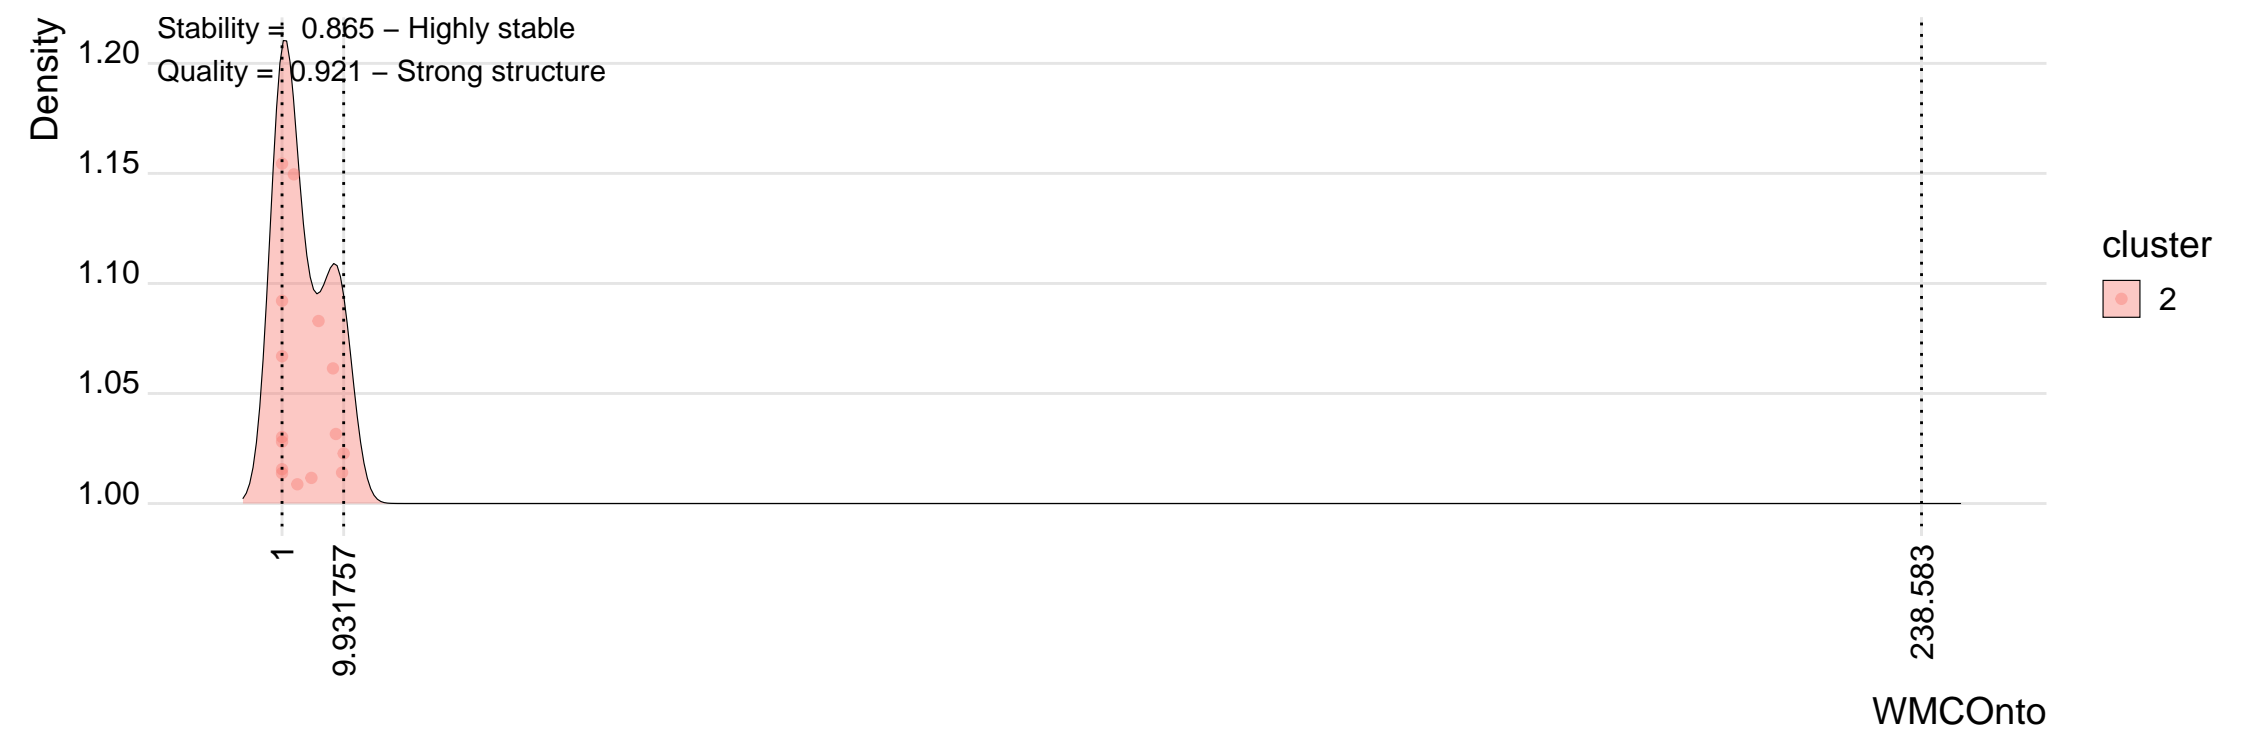 Stability =  0.865 – Highly stable
Quality =  0.921 – Strong structure
Density
1.20
1.15
1.10
1.05
1.00
1
9.931757
238.583
WMCOnto
cluster
2